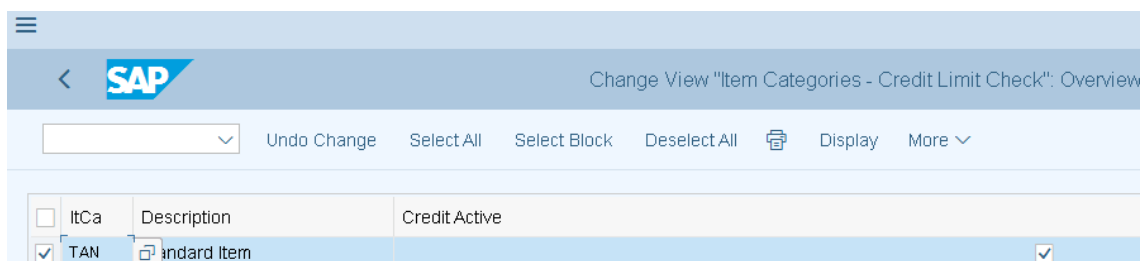 SAP
Change View "Item Categories - Credit Limit Check": Overview
Undo Change Select All Select Block Deselect All Display More
ItCa Description Credit Active
TAN andard Item